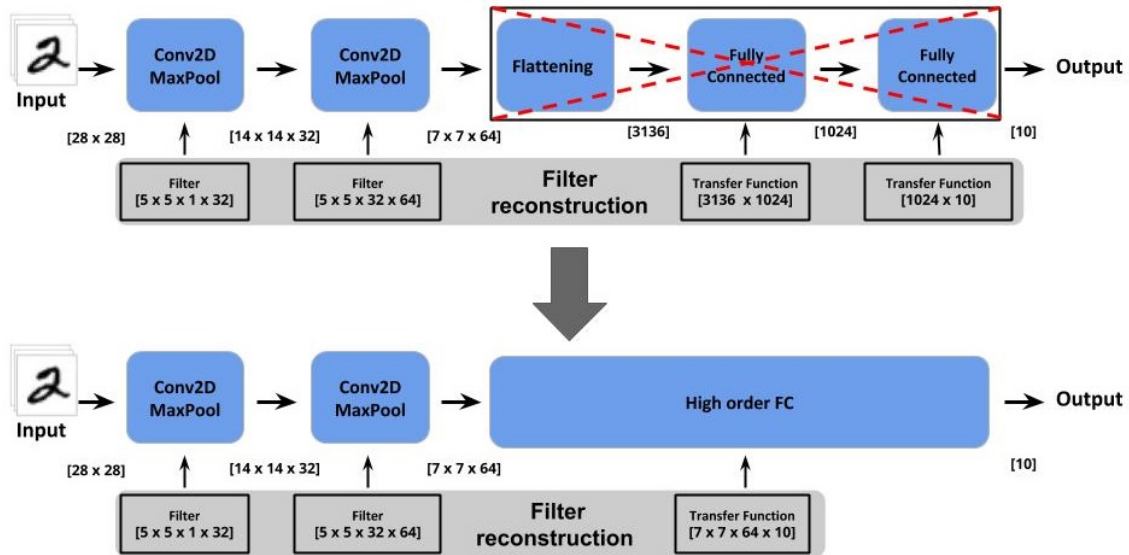 Conv2D
MaxPool
Conv2D
MaxPool
Flattening
Fully
Connected
Fully
Connected
Output
Input
[28 x 28]
[14 x 14 x 32]
[7 x 7 x 64]
[3136]
[1024]
[10]
Filter
[5 x 5 x 1 x 32]
Filter
[5 x 5 x 32 x 64]
Filter
reconstruction
Transfer Function
[3136 x 1024]
Transfer Function
[1024 x 10]
Conv2D
MaxPool
Conv2D
MaxPool
High order FC
Output
Input
[28 x 28]
[14 x 14 x 32]
[7 x 7 x 64]
[10]
Filter
[5 x 5 x 1 x 32]
Filter
[5 x 5 x 32 x 64]
Filter
reconstruction
Transfer Function
[7 x 7 x 64 x 10]